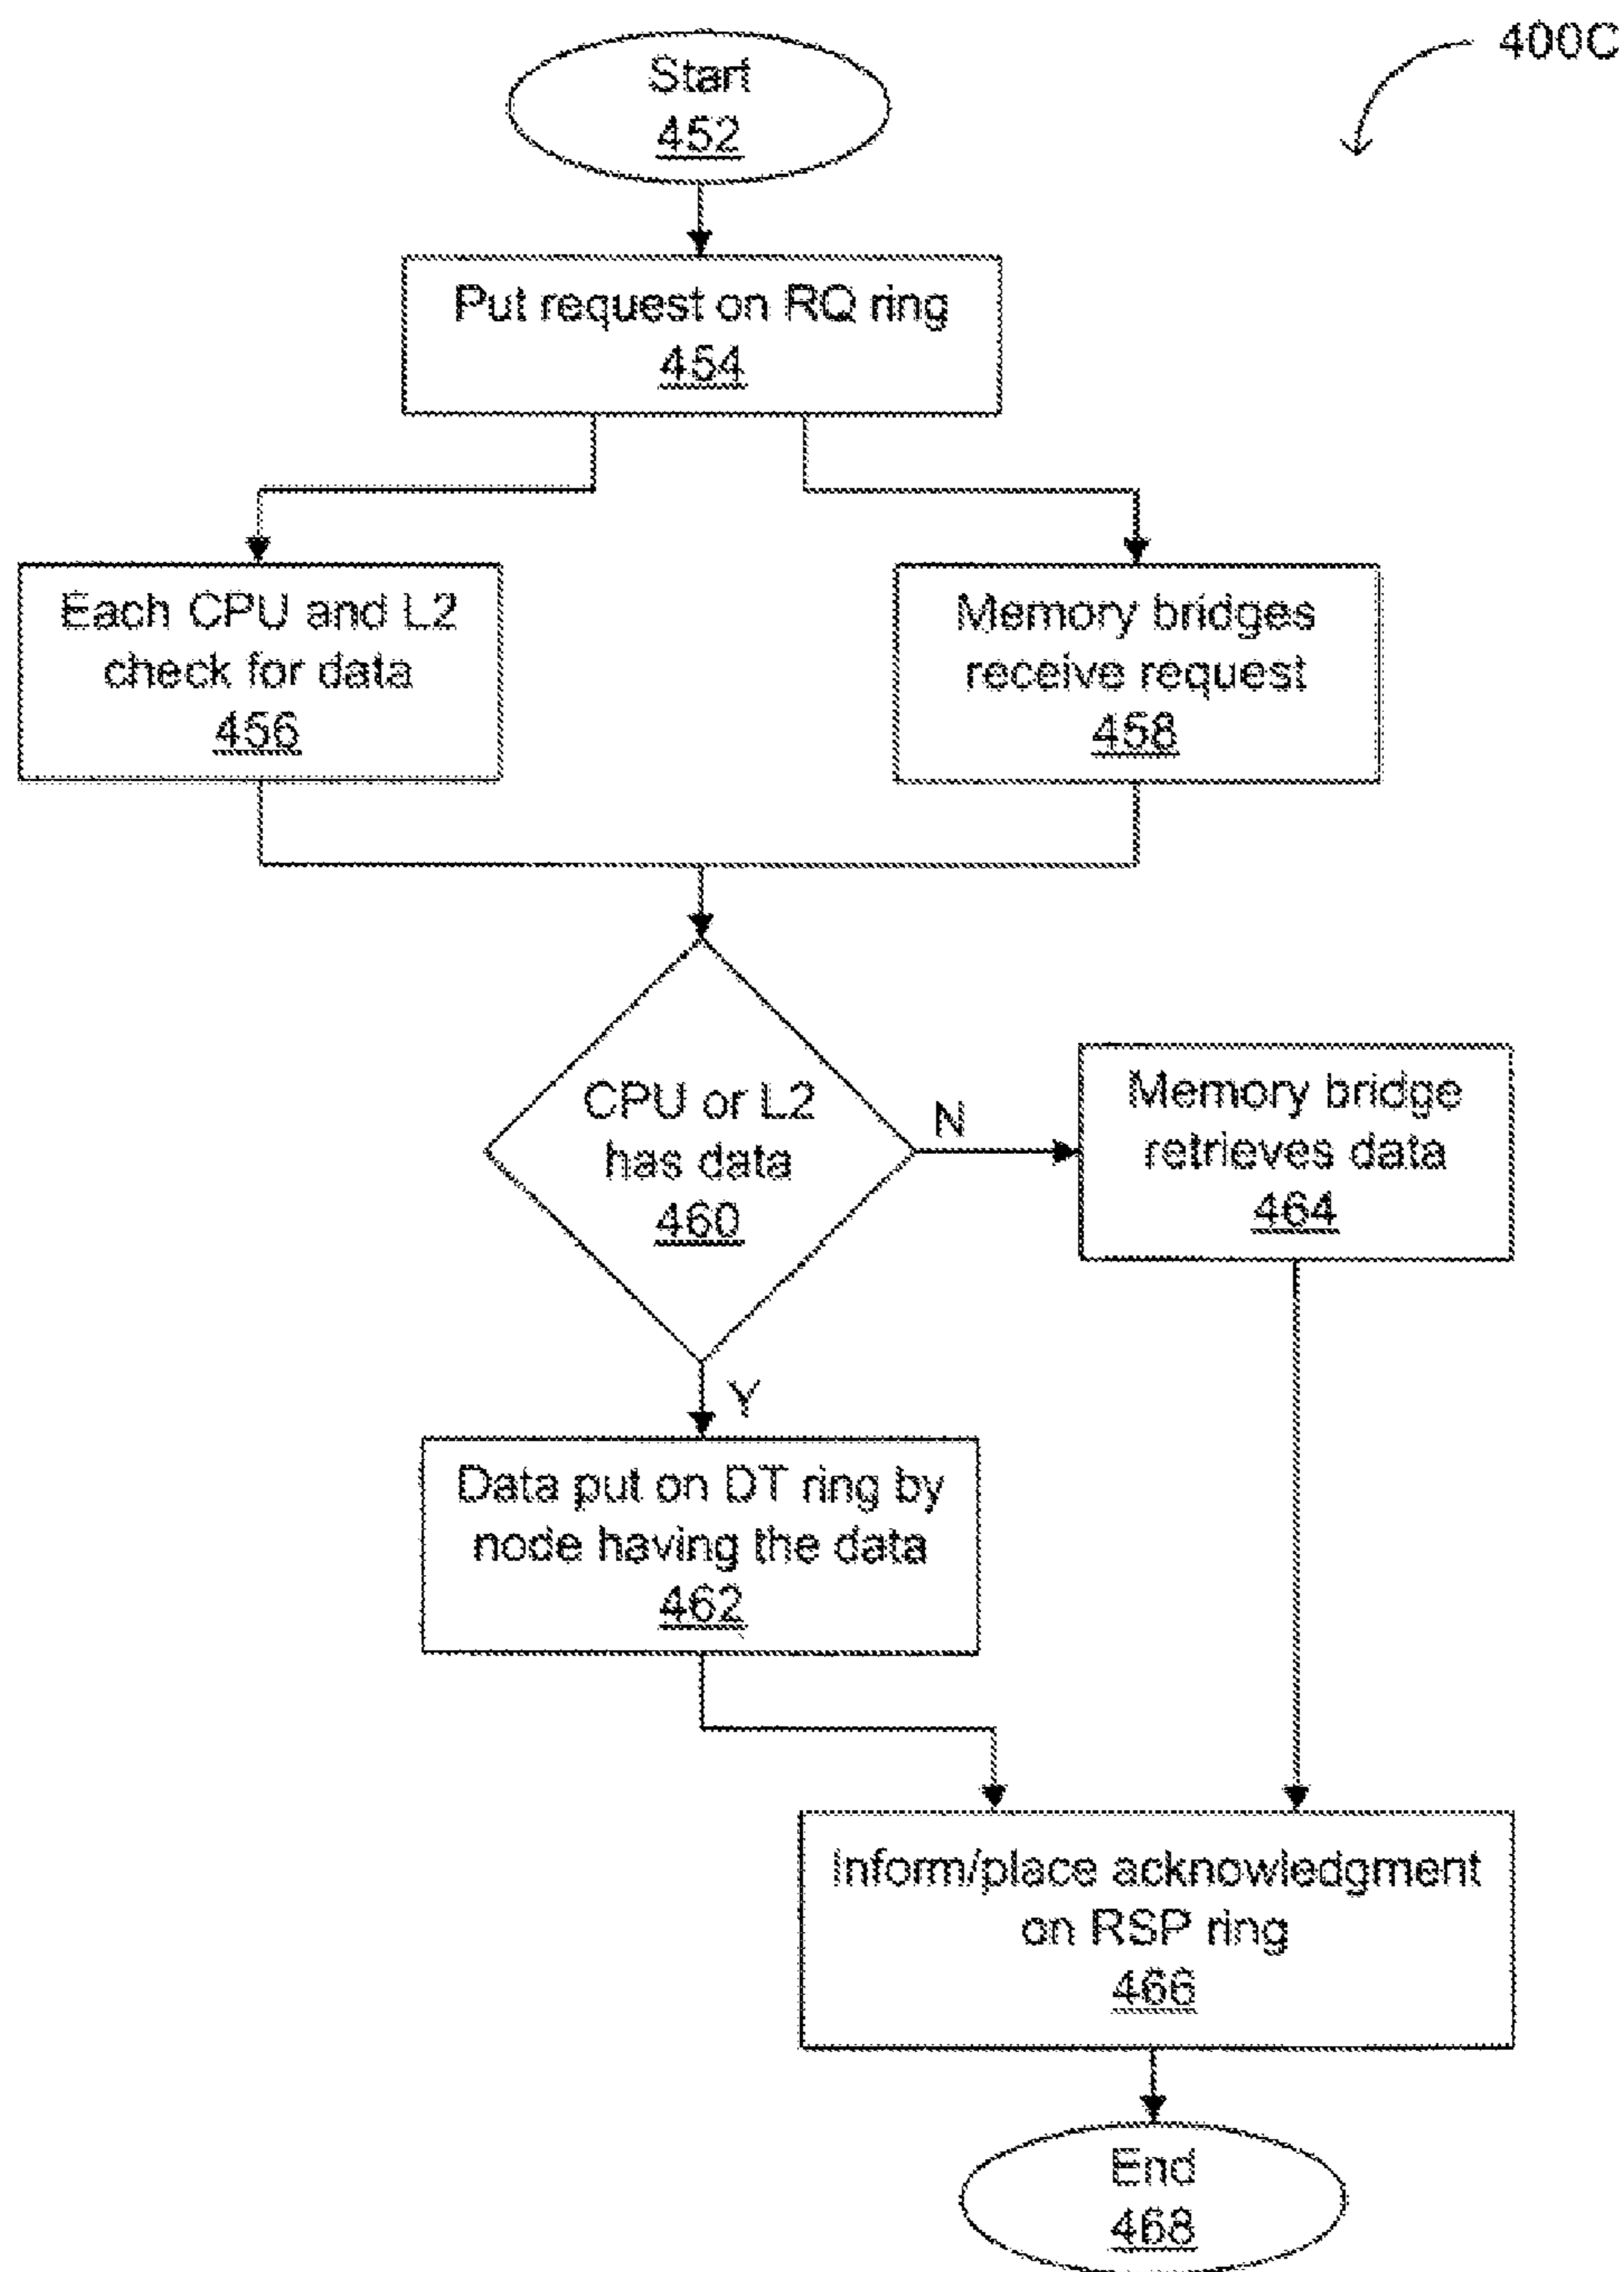 400C
Start
452
Put request on RQ ring
454
Each CPU and L2
check for data
456
Memory bridges
receive request
458
CPU or L2
has data
460
N
Memory bridge
retrieves data
464
Y
Data put on DT ring by
node having the data
462
Inform/place acknowledgment
on RSP ring
466
End
468